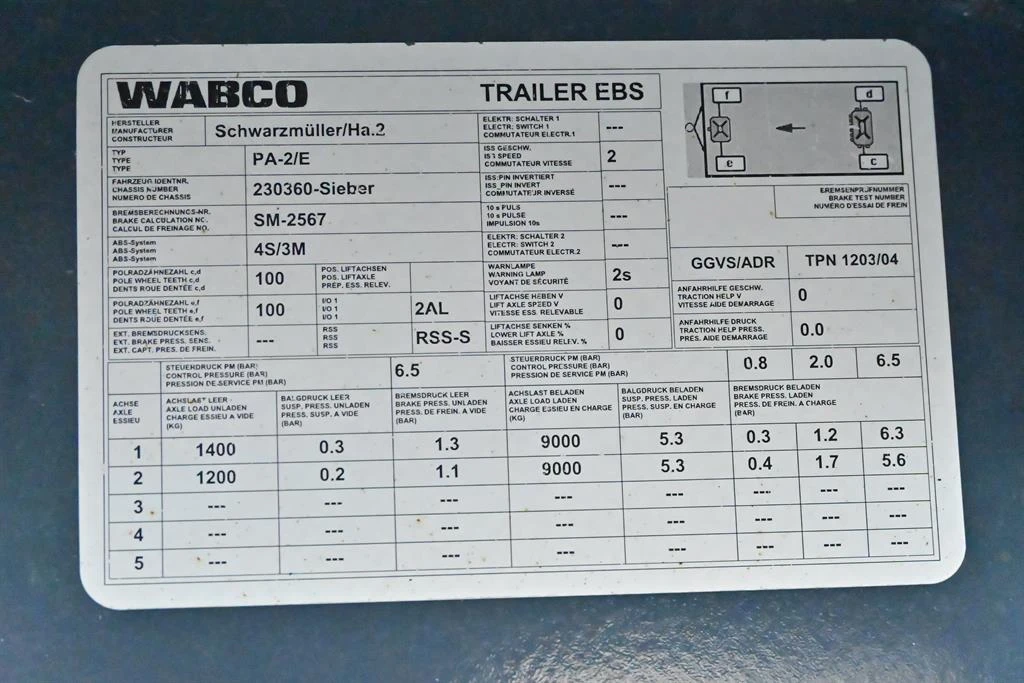 WABCO TRAILER EBS
f d
e c
HERSTELLER
MANUFACTURER
CONSTRUCTEUR
Schwarzmüller/Ha.2
ELEKTR: SCHALTER 1
ELECTR: SWITCH 1
COMMUTATEUR ELECTR.1
---
TYP
TYPE
TYPE
PA-2/E
ISS GESCHW.
ISS SPEED
COMMUTATEUR VITESSE
2
FAHRZEUG IDENTNR.
CHASSIS NUMBER
NUMERO DE CHASSIS
230360-Sieber
ISS:PIN INVERTIERT
ISS_PIN INVERT
COMMUTATEUR INVERSÉ
---
BREMSENPRÜFNUMMER
BRAKE TEST NUMBER
NUMÉRO D'ESSAI DE FREIN
BREMSBERECHNUNGS-NR.
BRAKE CALCULATION NC.
CALCUL DE FREINAGE NO.
SM-2567
10 s PULS
10 s PULSE
IMPULSION 10s
---
ABS-System
ABS-System
ABS-System
4S/3M
ELEKTR: SCHALTER 2
ELECTR: SWITCH 2
COMMUTATEUR ELECTR.2
---
GGVS/ADR TPN 1203/04
POLRADZÄHNEZAHL c,d
POLE WHEEL TEETH c,d
DENTS ROUE DENTÉE c,d
100
POS. LIFTACHSEN
POS. LIFTAXLE
PRÉP. ESS. RELEV.
WARNLAMPE
WARNING LAMP
VOYANT DE SÉCURITÉ
2s
ANFAHRHILFE GESCHW.
TRACTION HELP V
VITESSE AIDE DEMARRAGE
0
POLRADZÄHNEZAHL e,f
POLE WHEEL TEETH e,f
DENTS ROUE DENTÉE e,f
100
I/O 1
I/O 1
I/O 1
2AL
LIFTACHSE HEBEN V
LIFT AXLE SPEED V
VITESSE ESS. RELEVABLE
0
ANFAHRHILFE DRUCK
TRACTION HELP PRESS.
PRÉS. AIDE DEMARRAGE
0.0
EXT. BREMSDRUCKSENS.
EXT. BRAKE PRESS. SENS.
EXT. CAPT. PRES. DE FREIN.
---
RSS
RSS
RSS
RSS-S
LIFTACHSE SENKEN %
LOWER LIFT AXLE %
BAISSER ESSIEU RELEV. %
0
STEUERDRUCK PM (BAR)
CONTROL PRESSURE (BAR)
PRESSION DE SERVICE PM (BAR)
6.5
STEUERDRUCK PM (BAR)
CONTROL PRESSURE (BAR)
PRESSION DE SERVICE PM (BAR)
0.8 2.0 6.5
ACHSE
AXLE
ESSIEU
ACHSLAST LEER
AXLE LOAD UNLADEN
CHARGE ESSIEU A VIDE
(KG)
BALGDRUCK LEER
SUSP. PRESS. UNLADEN
PRESS. SUSP. A VIDE
(BAR)
BREMSDRUCK LEER
BRAKE PRESS. UNLADEN
PRESS. DE FREIN. A VIDE
(BAR)
ACHSLAST BELADEN
AXLE LOAD LADEN
CHARGE ESSIEU EN CHARGE
(KG)
BALGDRUCK BELADEN
SUSP. PRESS. LADEN
PRESS. SUSP. EN CHARGE
(BAR)
BREMSDRUCK BELADEN
BRAKE PRESS. LADEN
PRESS. DE FREIN. A CHARGE
(BAR)
1 1400 0.3 1.3 9000 5.3 0.3 1.2 6.3
2 1200 0.2 1.1 9000 5.3 0.4 1.7 5.6
3 --- --- --- --- --- --- --- ---
4 --- --- --- --- --- --- --- ---
5 --- --- --- --- --- --- --- ---